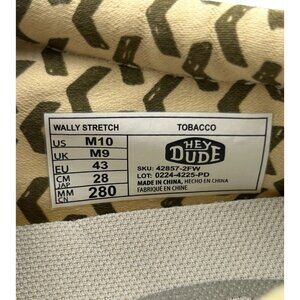 WALLY STRETCH TOBACCO
US M10
UK M9
EU 43
CM JAP 28
MM CN 280
HEY
DUDE
SKU: 42857-2FW
LOT: 0224-4225-PD
MADE IN CHINA, HECHO EN CHINA
FABRIQUE EN CHINE